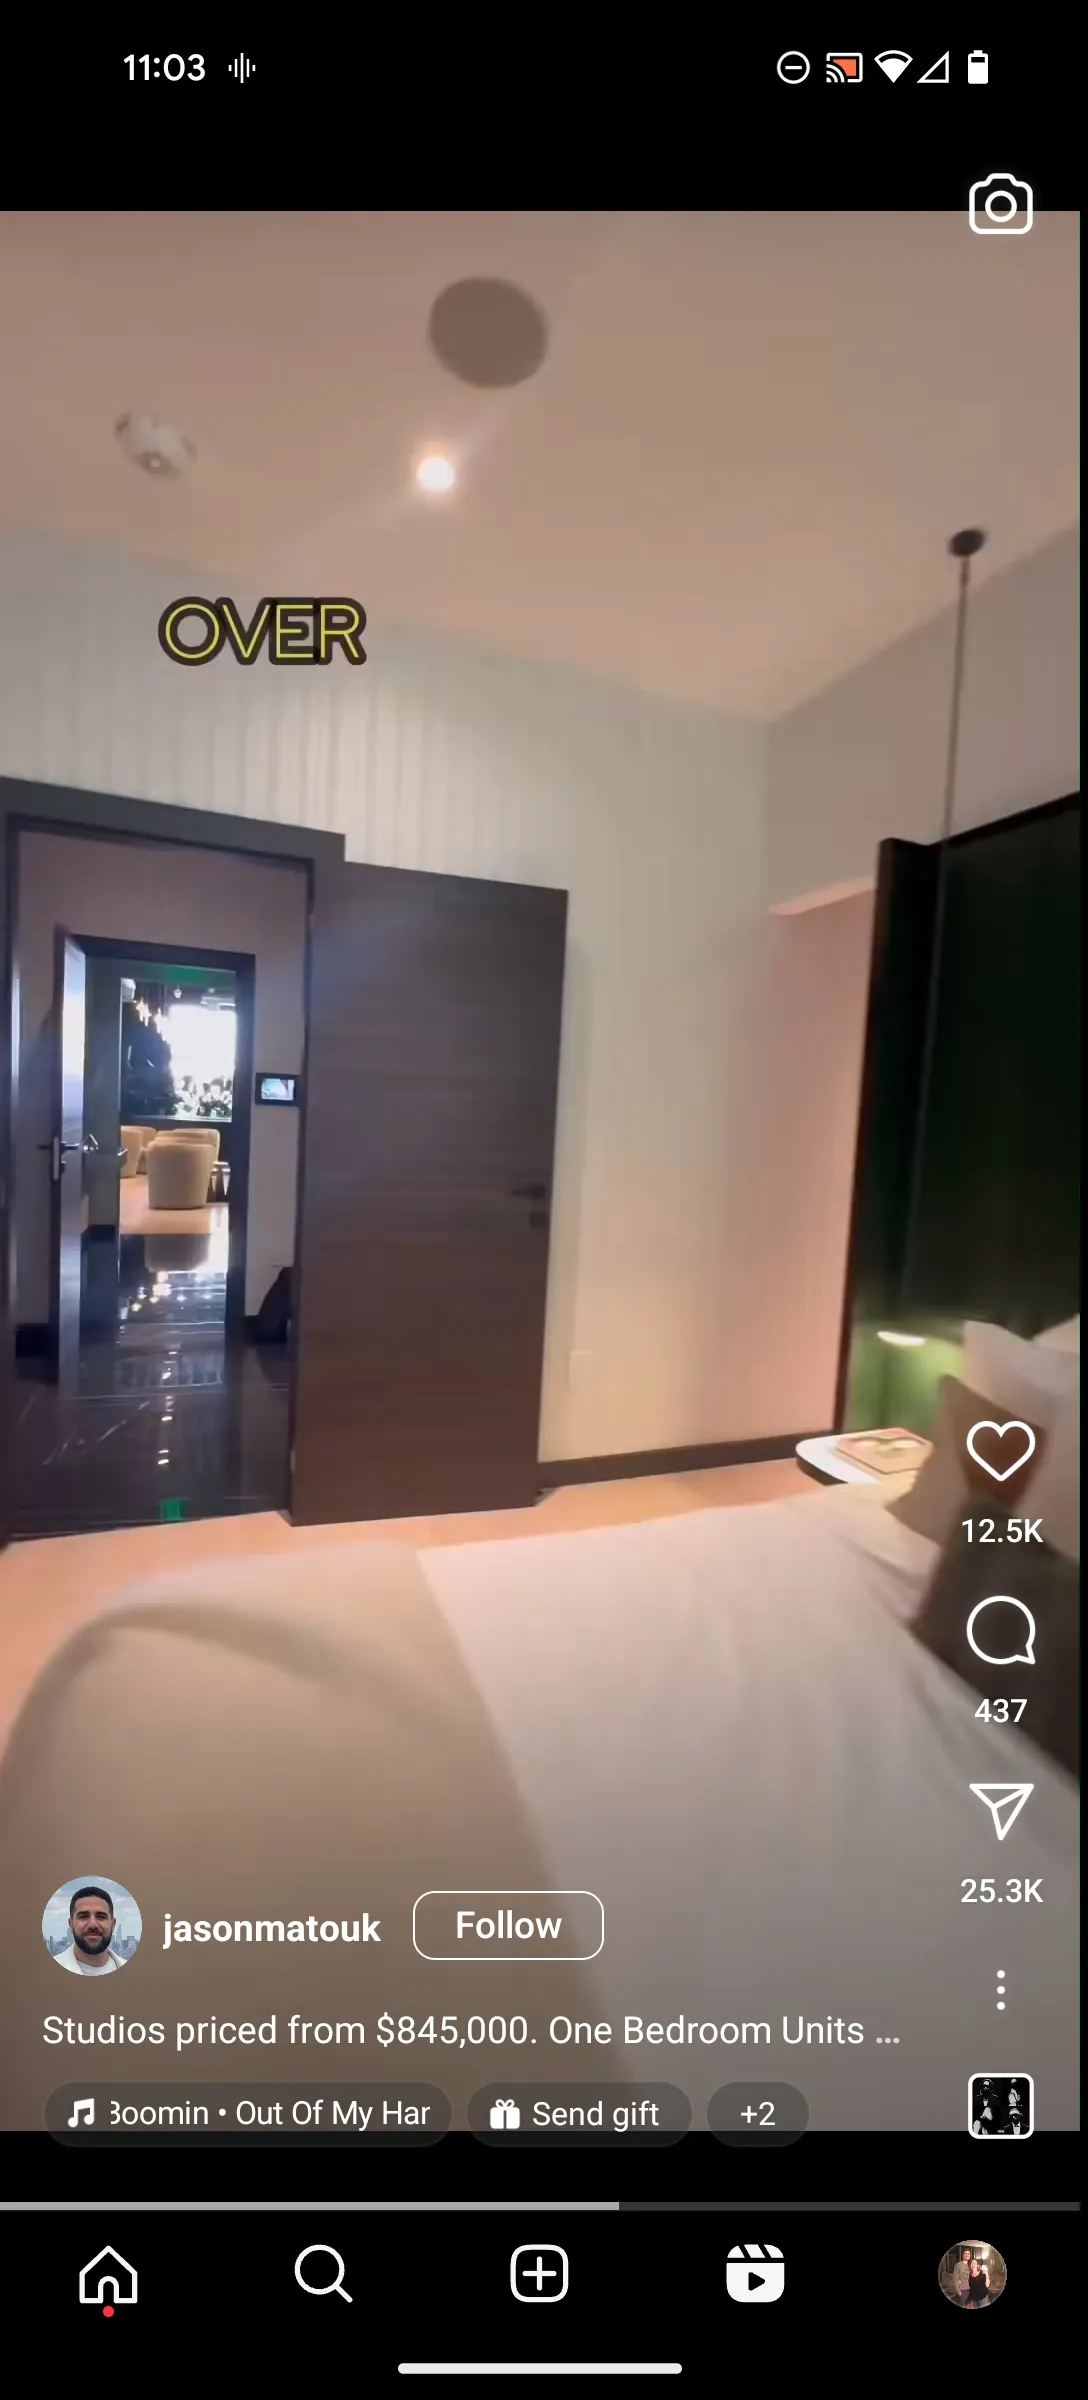 11:03
OVER
12.5K
437
25.3K
jasonmatouk
Follow
Studios priced from $845,000. One Bedroom Units ...
Boomin • Out Of My Har
Send gift
+2